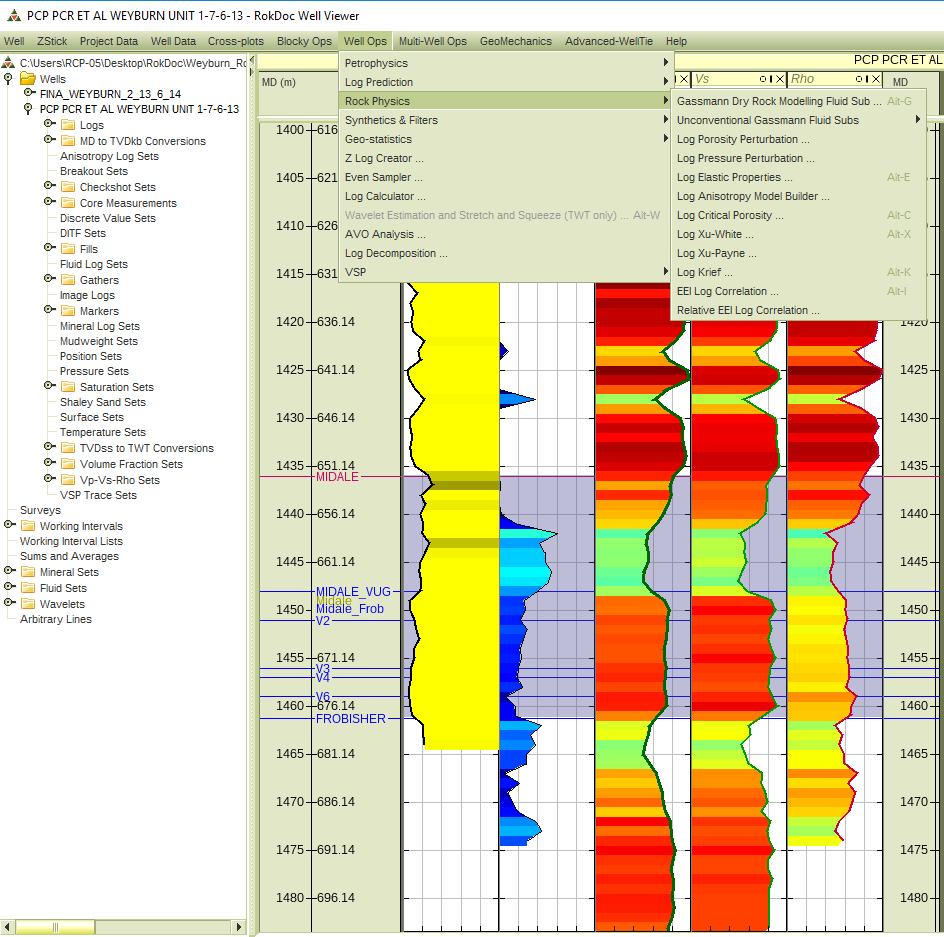 PCP PCR ET AL WEYBURN UNIT 1-7-6-13 - RokDoc Well Viewer
Well ZStick Project Data Well Data Cross-plots Blocky Ops Well Ops Multi-Well Ops GeoMechanics Advanced-WellTie Help
C:\Users\RCP-05\Desktop\RokDoc\Weyburn_Ro
Wells
FINA_WEYBURN_2_13_6_14
PCP PCR ET AL WEYBURN UNIT 1-7-6-13
Logs
MD to TVDkb Conversions
Anisotropy Log Sets
Breakout Sets
Checkshot Sets
Core Measurements
Discrete Value Sets
DITF Sets
Fills
Fluid Log Sets
Gathers
Image Logs
Markers
Mineral Log Sets
Mudweight Sets
Position Sets
Pressure Sets
Saturation Sets
Shaley Sand Sets
Surface Sets
Temperature Sets
TVDss to TWT Conversions
Volume Fraction Sets
Vp-Vs-Rho Sets
VSP Trace Sets
Surveys
Working Intervals
Working Interval Lists
Sums and Averages
Mineral Sets
Fluid Sets
Wavelets
Arbitrary Lines
Petrophysics
Log Prediction
Rock Physics
Synthetics & Filters
Geo-statistics
Z Log Creator ...
Even Sampler ...
Log Calculator ...
Wavelet Estimation and Stretch and Squeeze (TWT only) ... Alt-W
AVO Analysis ...
Log Decomposition ...
VSP
Gassmann Dry Rock Modelling Fluid Sub ... Alt-G
Unconventional Gassmann Fluid Subs
Log Porosity Perturbation ...
Log Pressure Perturbation ...
Log Elastic Properties ... Alt-E
Log Anisotropy Model Builder ...
Log Critical Porosity ... Alt-C
Log Xu-White ... Alt-X
Log Xu-Payne ...
Log Krief ... Alt-K
EEI Log Correlation ... Alt-I
Relative EEI Log Correlation ...
PCP PCR ET AL
MD (m) Vs Rho MD
1400 616
1405 621
1410 626
1415 631
1420 636.14 1420
1425 641.14 1425
1430 646.14 1430
1435 651.14 1435
MIDALE
1440 656.14 1440
1445 661.14 1445
MIDALE_VUG
Midale
1450 Midale_Frob 1450
V2
1455 671.14 1455
V3
V4
V6
1460 676.14 1460
FROBISHER
1465 681.14 1465
1470 686.14 1470
1475 691.14 1475
1480 696.14 1480